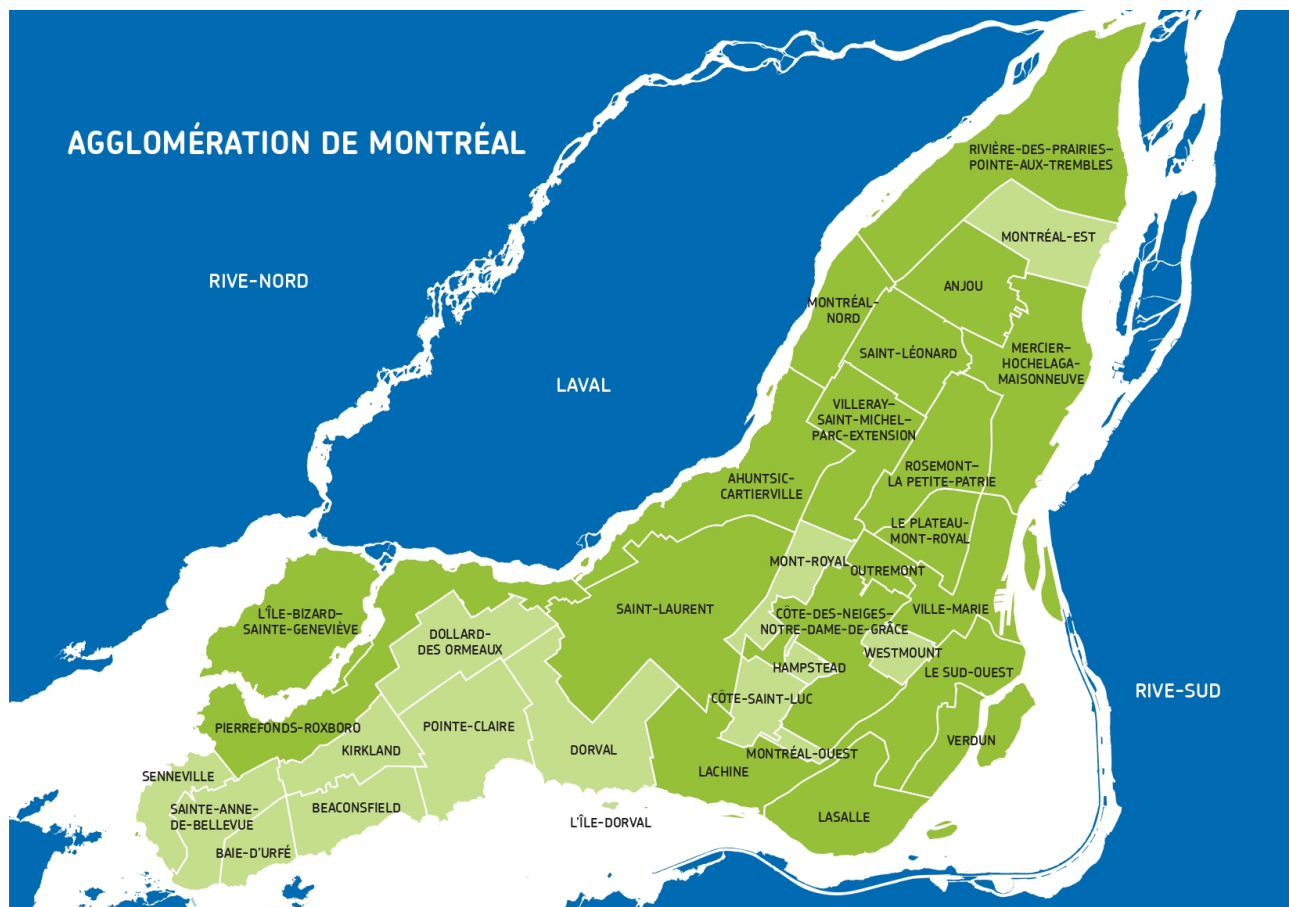 AGGLOMÉRATION DE MONTRÉAL
RIVIÈRE-DES-PRAIRIES–
POINTE-AUX-TREMBLES
MONTRÉAL-EST
RIVE-NORD
ANJOU
MONTRÉAL-
NORD
SAINT-LÉONARD
MERCIER–
HOCHELAGA-
MAISONNEUVE
LAVAL
VILLERAY–
SAINT-MICHEL–
PARC-EXTENSION
ROSEMONT–
LA PETITE-PATRIE
AHUNTSIC-
CARTIERVILLE
LE PLATEAU-
MONT-ROYAL
MONT-ROYAL
OUTREMONT
L'ÎLE-BIZARD–
SAINTE-GENEVIÈVE
SAINT-LAURENT
CÔTE-DES-NEIGES–
NOTRE-DAME-DE-GRÂCE
VILLE-MARIE
DOLLARD-
DES ORMEAUX
WESTMOUNT
HAMPSTEAD
LE SUD-OUEST
RIVE-SUD
CÔTE-SAINT-LUC
PIERREFONDS-ROXBORO
POINTE-CLAIRE
KIRKLAND
DORVAL
MONTRÉAL-OUEST
VERDUN
LACHINE
SENNEVILLE
SAINTE-ANNE-
DE-BELLEVUE
BEACONSFIELD
L'ÎLE-DORVAL
LASALLE
BAIE-D'URFÉ